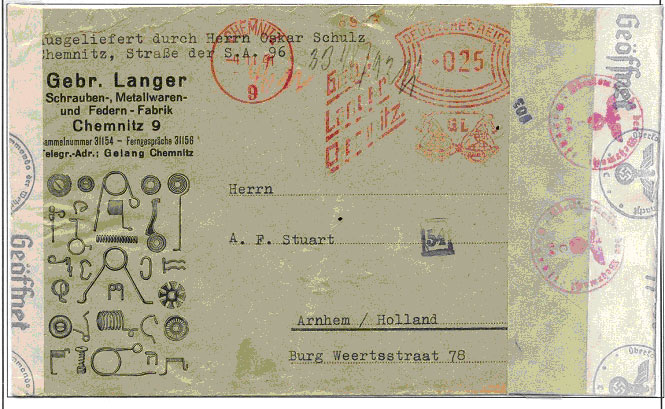 Ausgeliefert durch Herrn Oskar Schulz
Chemnitz, Straße der S.A. 96
Gebr. Langer
Schrauben-, Metallwaren-
und Federn-Fabrik
Chemnitz 9
Sammelnummer 31154 - Ferngespräche 31156
Telegr.-Adr.: Gelang Chemnitz
CHEMNITZ
9
DEUTSCHES REICH
025
Gebr.
Langer
Chemnitz
GL
Herrn
A. F. Stuart
54
Arnhem / Holland
Burg Weertsstraat 78
Geöffnet
Geöffnet